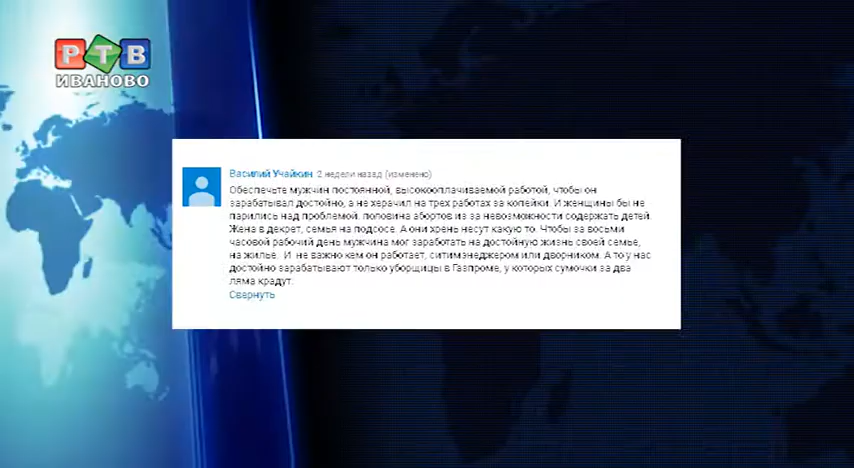 РТВ
ИВАНОВО
Василий Учайкин 2 недели назад (изменено)
Обеспечьте мужчин постоянной, высокооплачиваемой работой, чтобы он
зарабатывал достойно, а не херачил на трех работах за копейки. И женщины бы не
парились над проблемой, половина абортов из за невозможности содержать детей.
Жена в декрет, семья на подсосе. А они хрень несут какую то. Чтобы за восьми
часовой рабочий день мужчина мог заработать на достойную жизнь своей семье,
на жилье. И не важно кем он работает, ситименеджером или дворником. А то у нас
достойно зарабатывают только уборщицы в Газпроме, у которых сумочки за два
ляма крадут.
Свернуть